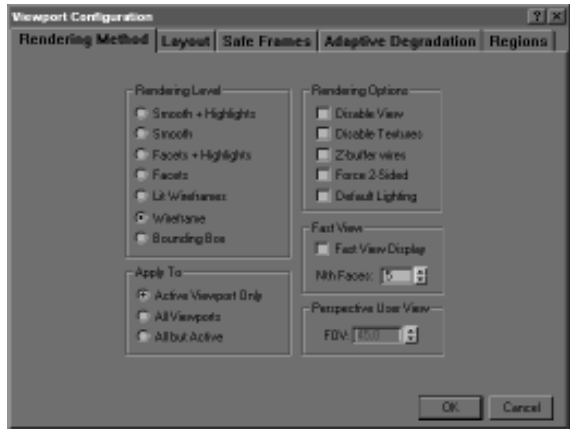 Viewport Configuration
Rendering Method Layout Safe Frames Adaptive Degradation Regions
Rendering Level
Smooth + Highlights
Smooth
Facets + Highlights
Facets
Lit Wireframes
Wireframe
Bounding Box
Apply To
Active Viewport Only
All Viewports
All but Active
Rendering Options
Disable View
Disable Textures
Z-buffer wires
Force 2-Sided
Default Lighting
Fast View
Fast View Display
Nth Faces: 5
Perspective User View
FOV: 45.0
OK Cancel